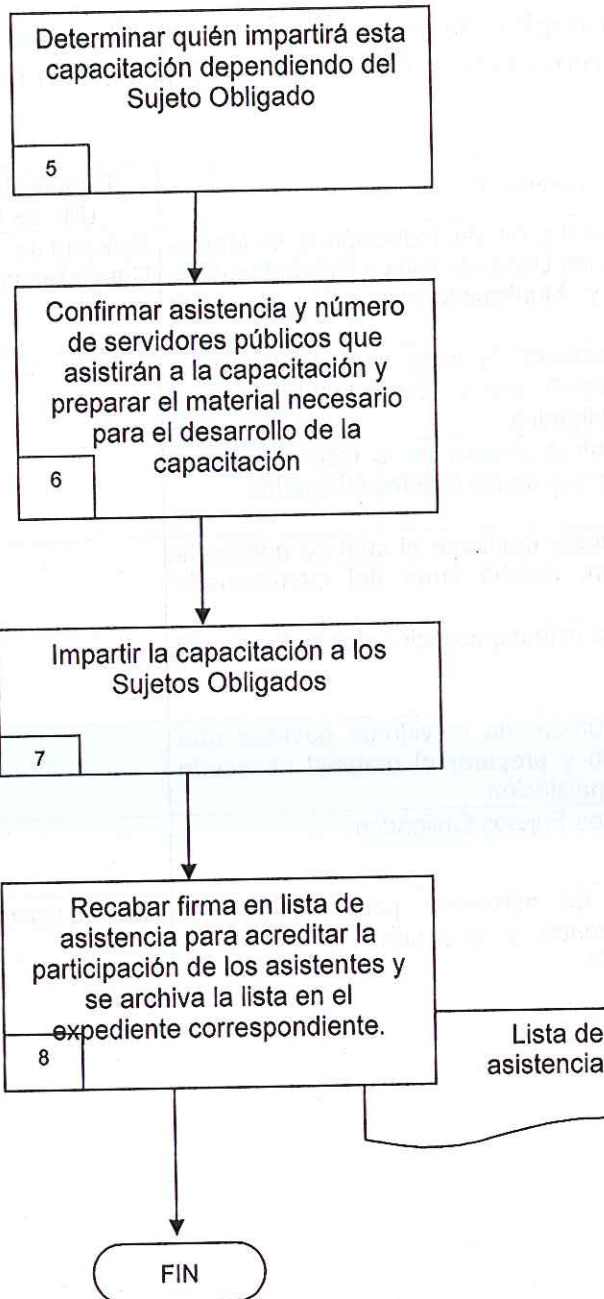 Determinar quién impartirá esta
capacitación dependiendo del
Sujeto Obligado
5
Confirmar asistencia y número
de servidores públicos que
asistirán a la capacitación y
preparar el material necesario
para el desarrollo de la
capacitación
6
Impartir la capacitación a los
Sujetos Obligados
7
Recabar firma en lista de
asistencia para acreditar la
participación de los asistentes y
se archiva la lista en el
expediente correspondiente.
8
Lista de
asistencia
FIN